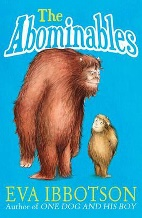 The
Abominables
EVA IBBOTSON
Author of ONE DOG AND HIS BOY